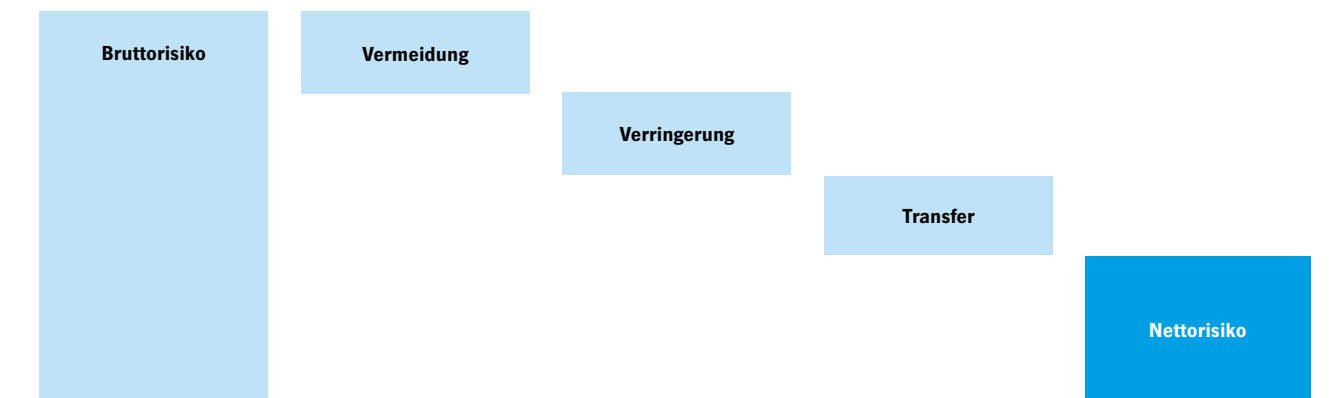 Bruttorisiko
Vermeidung
Verringerung
Transfer
Nettorisiko